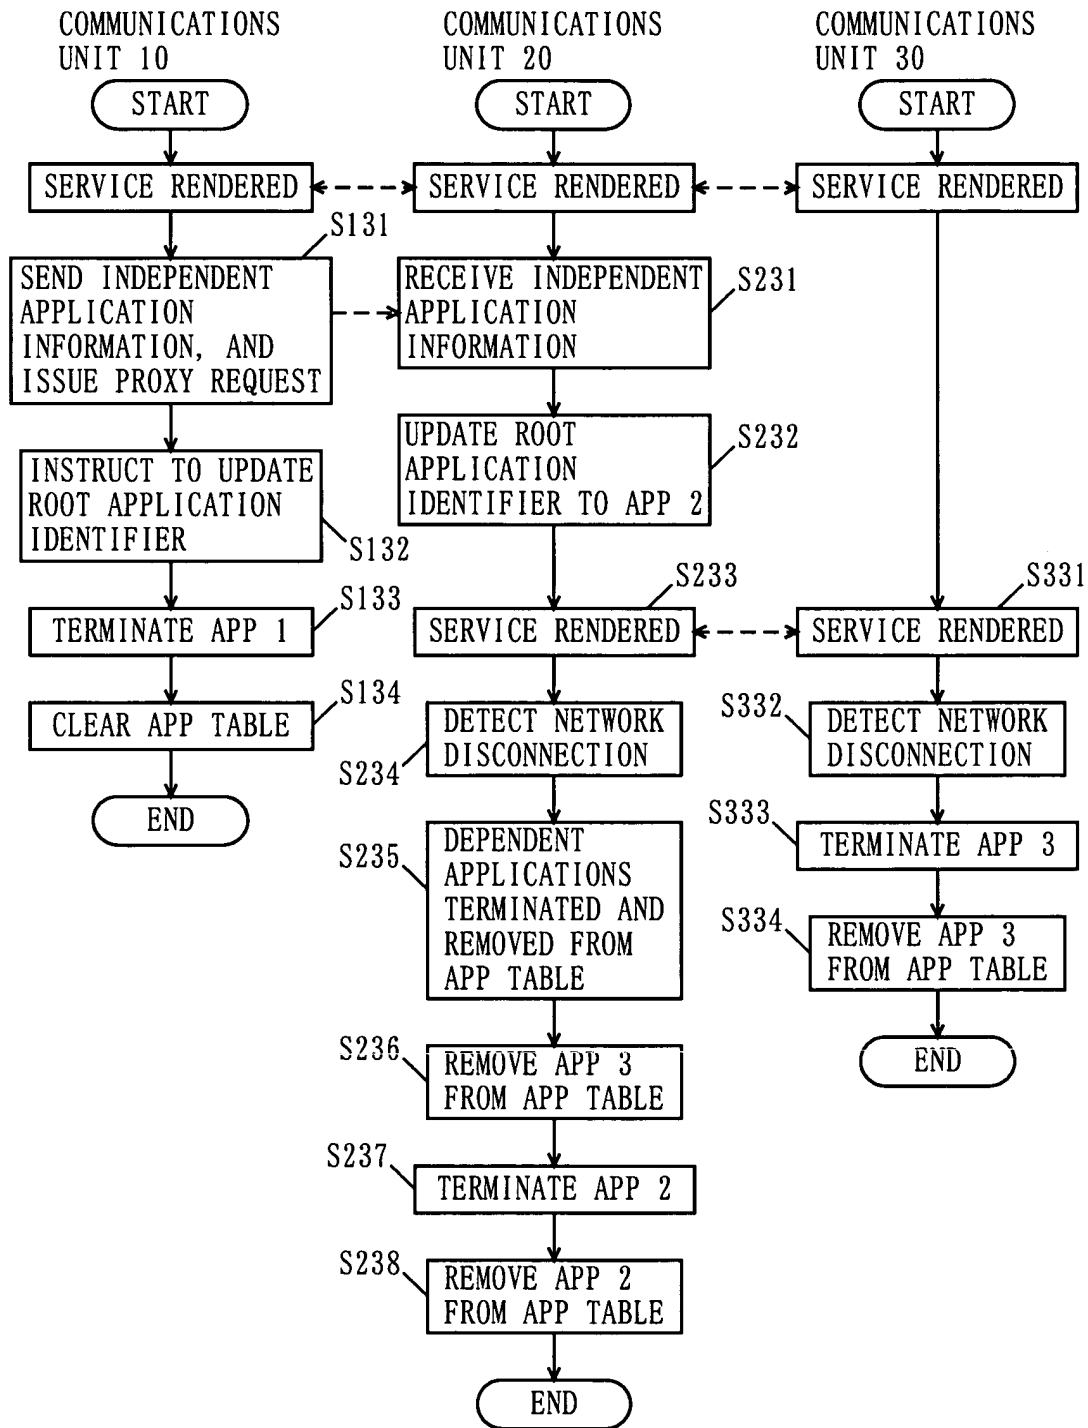 COMMUNICATIONS
UNIT 10
START
SERVICE RENDERED
S131
SEND INDEPENDENT
APPLICATION
INFORMATION, AND
ISSUE PROXY REQUEST
INSTRUCT TO UPDATE
ROOT APPLICATION
IDENTIFIER
S132
S133
TERMINATE APP 1
S134
CLEAR APP TABLE
END
COMMUNICATIONS
UNIT 20
START
SERVICE RENDERED
RECEIVE INDEPENDENT
APPLICATION
INFORMATION
S231
UPDATE ROOT
APPLICATION
IDENTIFIER TO APP 2
S232
S233
SERVICE RENDERED
DETECT NETWORK
DISCONNECTION
S234
S235
DEPENDENT
APPLICATIONS
TERMINATED AND
REMOVED FROM
APP TABLE
S236
REMOVE APP 3
FROM APP TABLE
S237
TERMINATE APP 2
S238
REMOVE APP 2
FROM APP TABLE
END
COMMUNICATIONS
UNIT 30
START
SERVICE RENDERED
S331
SERVICE RENDERED
S332
DETECT NETWORK
DISCONNECTION
S333
TERMINATE APP 3
S334
REMOVE APP 3
FROM APP TABLE
END